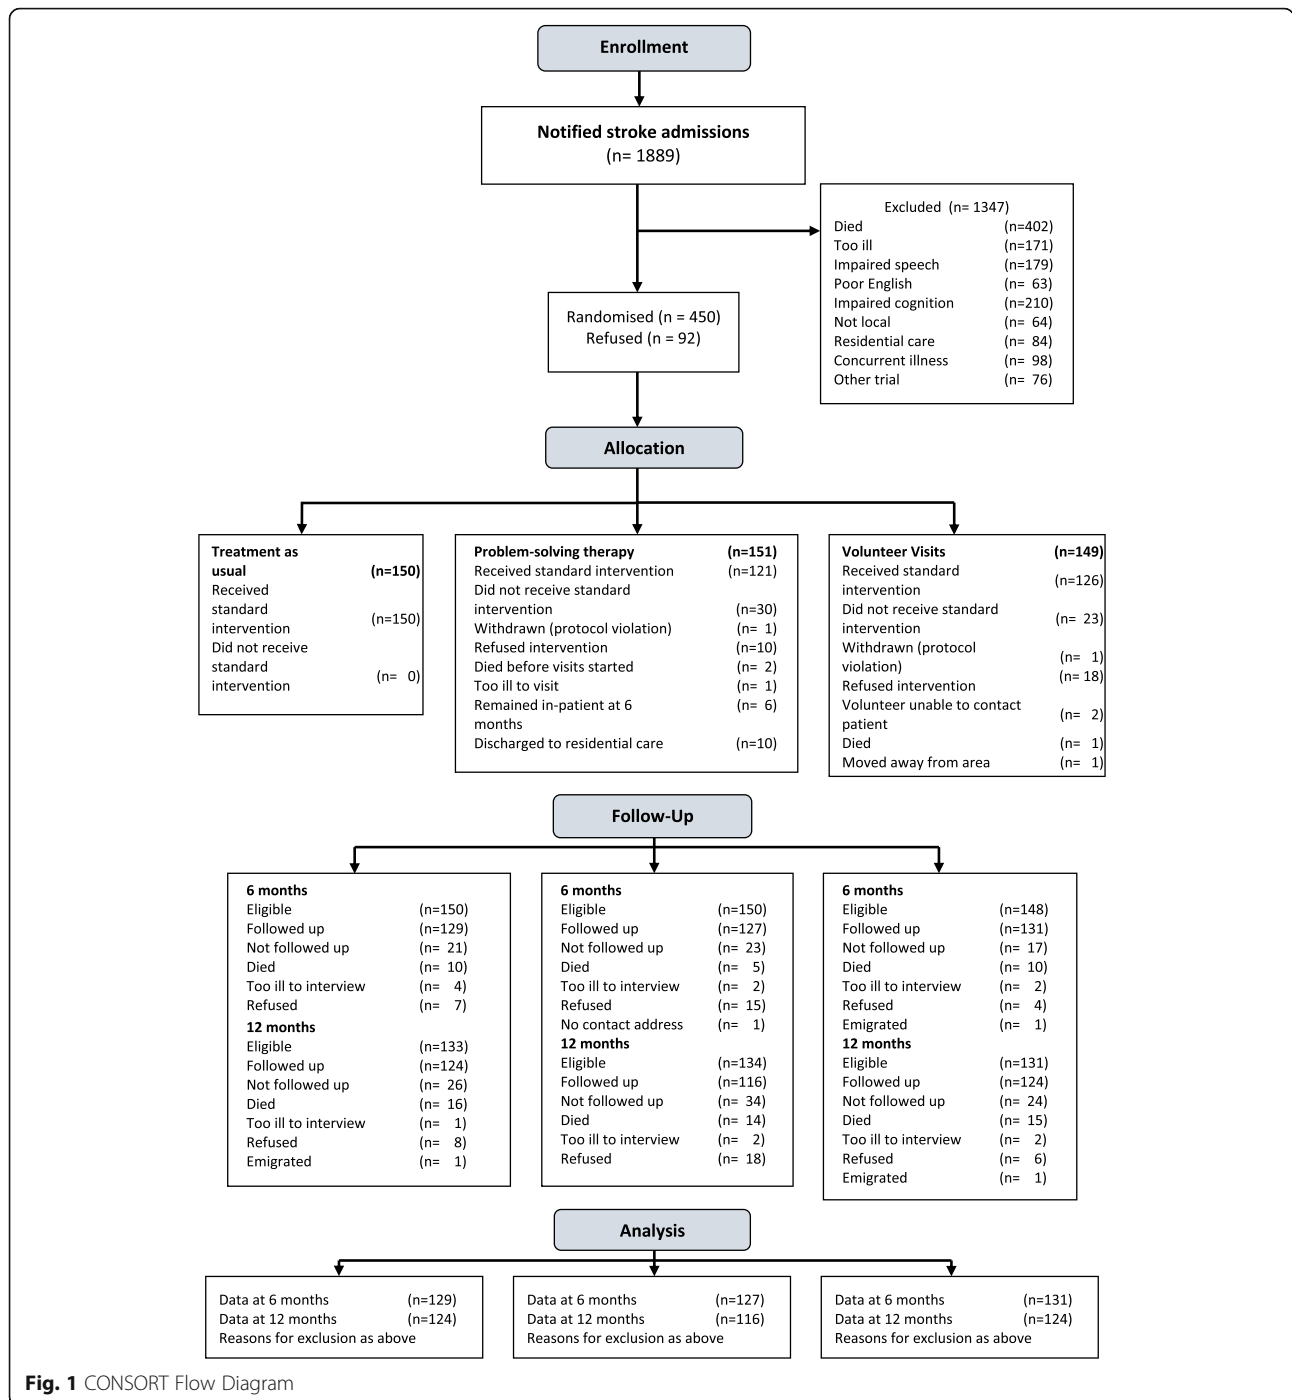 Enrollment
Notified stroke admissions
(n= 1889)
Excluded (n= 1347)
Died (n=402)
Too ill (n=171)
Impaired speech (n=179)
Poor English (n= 63)
Impaired cognition (n=210)
Not local (n= 64)
Residential care (n= 84)
Concurrent illness (n= 98)
Other trial (n= 76)
Randomised (n = 450)
Refused (n = 92)
Allocation
Treatment as
usual (n=150)
Received
standard
intervention (n=150)
Did not receive
standard
intervention (n= 0)
Problem-solving therapy (n=151)
Received standard intervention (n=121)
Did not receive standard
intervention (n=30)
Withdrawn (protocol violation) (n= 1)
Refused intervention (n=10)
Died before visits started (n= 2)
Too ill to visit (n= 1)
Remained in-patient at 6 (n= 6)
months
Discharged to residential care (n=10)
Volunteer Visits (n=149)
Received standard
intervention (n=126)
Did not receive standard
intervention (n= 23)
Withdrawn (protocol
violation) (n= 1)
Refused intervention (n= 18)
Volunteer unable to contact
patient (n= 2)
Died (n= 1)
Moved away from area (n= 1)
Follow-Up
6 months
Eligible (n=150)
Followed up (n=129)
Not followed up (n= 21)
Died (n= 10)
Too ill to interview (n= 4)
Refused (n= 7)
12 months
Eligible (n=133)
Followed up (n=124)
Not followed up (n= 26)
Died (n= 16)
Too ill to interview (n= 1)
Refused (n= 8)
Emigrated (n= 1)
6 months
Eligible (n=150)
Followed up (n=127)
Not followed up (n= 23)
Died (n= 5)
Too ill to interview (n= 2)
Refused (n= 15)
No contact address (n= 1)
12 months
Eligible (n=134)
Followed up (n=116)
Not followed up (n= 34)
Died (n= 14)
Too ill to interview (n= 2)
Refused (n= 18)
6 months
Eligible (n=148)
Followed up (n=131)
Not followed up (n= 17)
Died (n= 10)
Too ill to interview (n= 2)
Refused (n= 4)
Emigrated (n= 1)
12 months
Eligible (n=131)
Followed up (n=124)
Not followed up (n= 24)
Died (n= 15)
Too ill to interview (n= 2)
Refused (n= 6)
Emigrated (n= 1)
Analysis
Data at 6 months (n=129)
Data at 12 months (n=124)
Reasons for exclusion as above
Data at 6 months (n=127)
Data at 12 months (n=116)
Reasons for exclusion as above
Data at 6 months (n=131)
Data at 12 months (n=124)
Reasons for exclusion as above
Fig. 1 CONSORT Flow Diagram